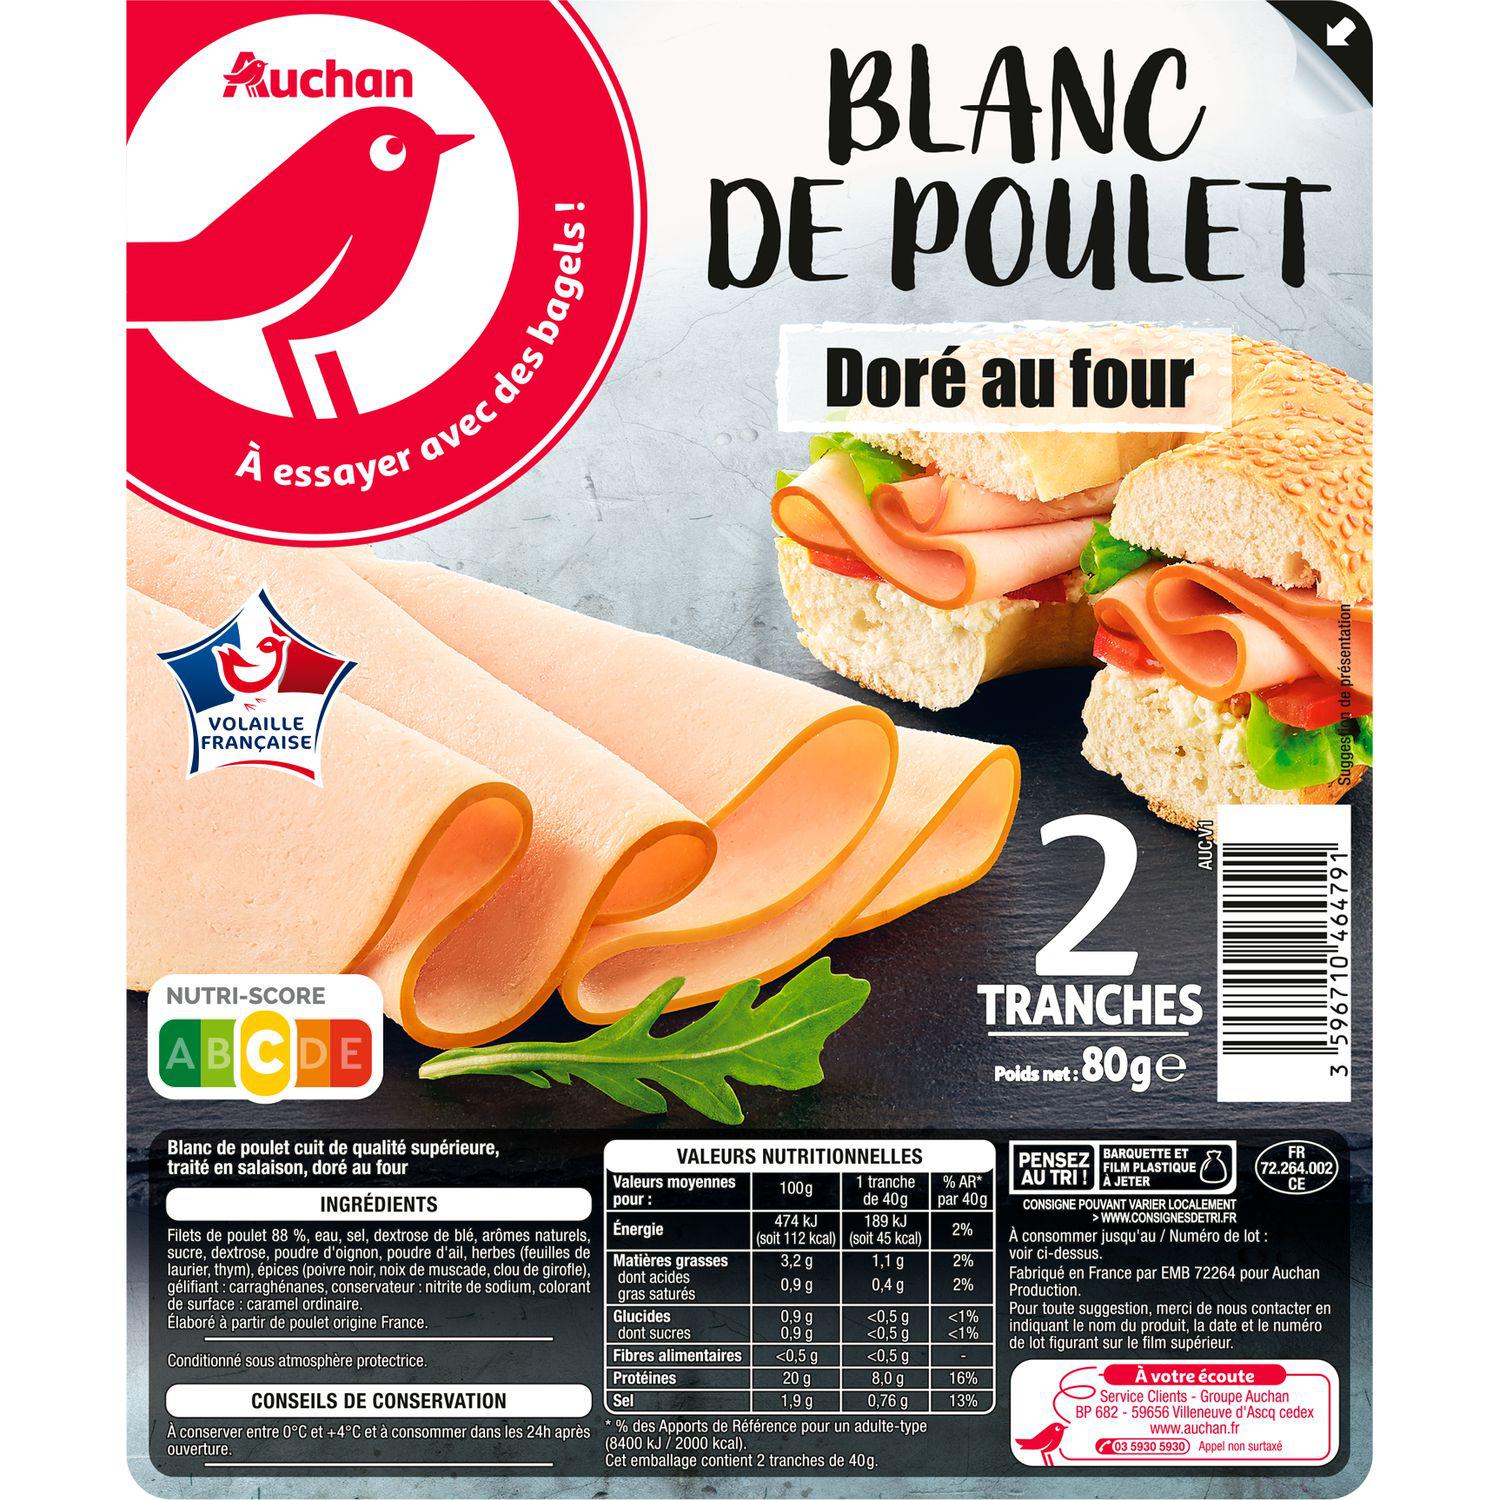 Auchan
À essayer avec des bagels !
BLANC
DE POULET
Doré au four
VOLAILLE
FRANÇAISE
Suggestion de présentation
AUC.V1
2
TRANCHES
Poids net : 80g e
3 596710 464791
NUTRI-SCORE
A B C D E
Blanc de poulet cuit de qualité supérieure,
traité en salaison, doré au four
INGRÉDIENTS
Filets de poulet 88 %, eau, sel, dextrose de blé, arômes naturels,
sucre, dextrose, poudre d'oignon, poudre d'ail, herbes (feuilles de
laurier, thym), épices (poivre noir, noix de muscade, clou de girofle),
gélifiant : carraghénanes, conservateur : nitrite de sodium, colorant
de surface : caramel ordinaire.
Élaboré à partir de poulet origine France.
Conditionné sous atmosphère protectrice.
CONSEILS DE CONSERVATION
À conserver entre 0°C et +4°C et à consommer dans les 24h après
ouverture.
VALEURS NUTRITIONNELLES
Valeurs moyennes pour : 100g 1 tranche de 40g % AR* par 40g
Énergie 474 kJ (soit 112 kcal) 189 kJ (soit 45 kcal) 2%
Matières grasses 3,2 g 1,1 g 2%
dont acides gras saturés 0,9 g 0,4 g 2%
Glucides 0,9 g <0,5 g <1%
dont sucres 0,9 g <0,5 g <1%
Fibres alimentaires <0,5 g <0,5 g -
Protéines 20 g 8,0 g 16%
Sel 1,9 g 0,76 g 13%
* % des Apports de Référence pour un adulte-type
(8400 kJ / 2000 kcal).
Cet emballage contient 2 tranches de 40g.
PENSEZ
AU TRI !
BARQUETTE ET
FILM PLASTIQUE
À JETER
CONSIGNE POUVANT VARIER LOCALEMENT
> WWW.CONSIGNESDETRI.FR
FR
72.264.002
CE
À consommer jusqu'au / Numéro de lot :
voir ci-dessus.
Fabriqué en France par EMB 72264 pour Auchan
Production.
Pour toute suggestion, merci de nous contacter en
indiquant le nom du produit, la date et le numéro
de lot figurant sur le film supérieur.
À votre écoute
Service Clients - Groupe Auchan
BP 682 - 59656 Villeneuve d'Ascq cedex
www.auchan.fr
03 5930 5930 Appel non surtaxé